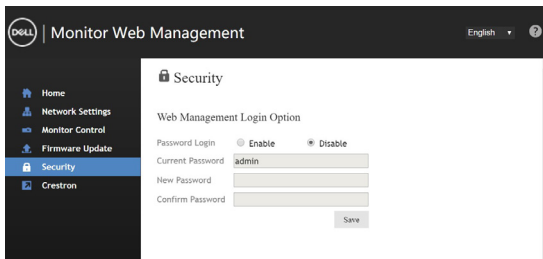 DELL | Monitor Web Management
English
?
Home
Network Settings
Monitor Control
Firmware Update
Security
Crestron
Security
Web Management Login Option
Password Login Enable Disable
Current Password admin
New Password
Confirm Password
Save